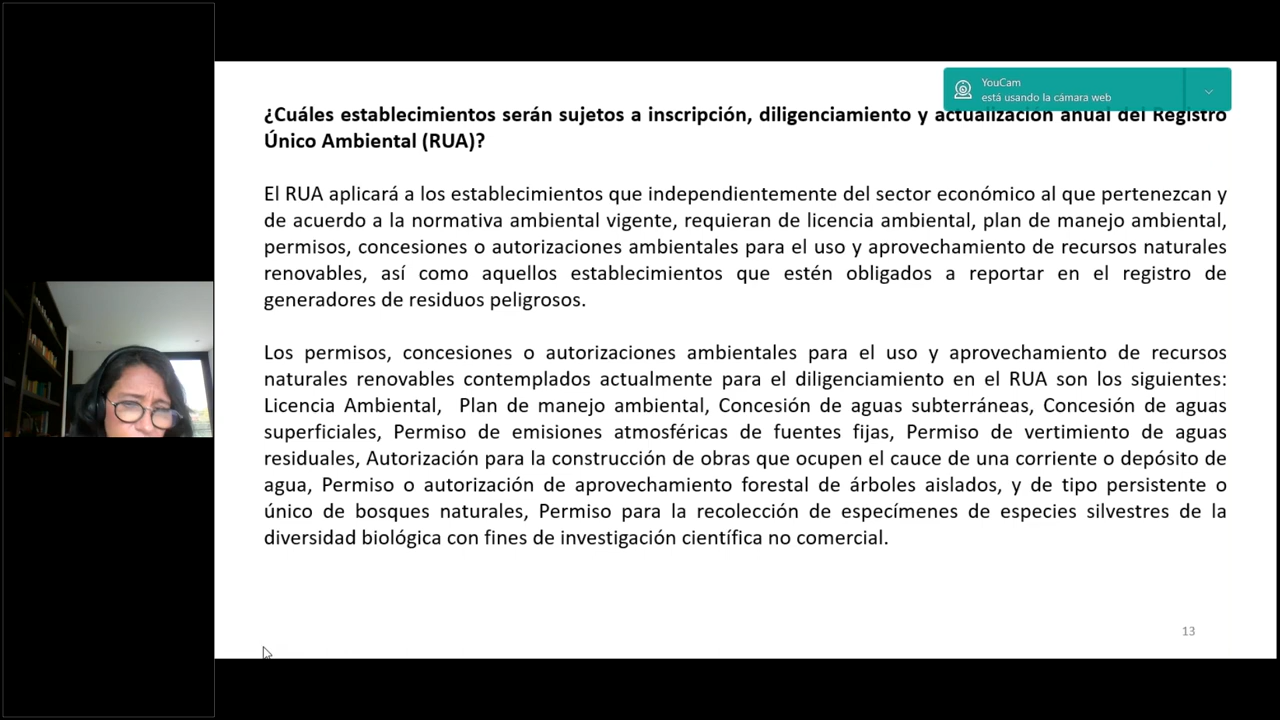 YouCam
está usando la cámara web
¿Cuáles establecimientos serán sujetos a inscripción, diligenciamiento y actualización anual del Registro
Único Ambiental (RUA)?
El RUA aplicará a los establecimientos que independientemente del sector económico al que pertenezcan y
de acuerdo a la normativa ambiental vigente, requieran de licencia ambiental, plan de manejo ambiental,
permisos, concesiones o autorizaciones ambientales para el uso y aprovechamiento de recursos naturales
renovables, así como aquellos establecimientos que estén obligados a reportar en el registro de
generadores de residuos peligrosos.
Los permisos, concesiones o autorizaciones ambientales para el uso y aprovechamiento de recursos
naturales renovables contemplados actualmente para el diligenciamiento en el RUA son los siguientes:
Licencia Ambiental, Plan de manejo ambiental, Concesión de aguas subterráneas, Concesión de aguas
superficiales, Permiso de emisiones atmosféricas de fuentes fijas, Permiso de vertimiento de aguas
residuales, Autorización para la construcción de obras que ocupen el cauce de una corriente o depósito de
agua, Permiso o autorización de aprovechamiento forestal de árboles aislados, y de tipo persistente o
único de bosques naturales, Permiso para la recolección de especímenes de especies silvestres de la
diversidad biológica con fines de investigación científica no comercial.
13